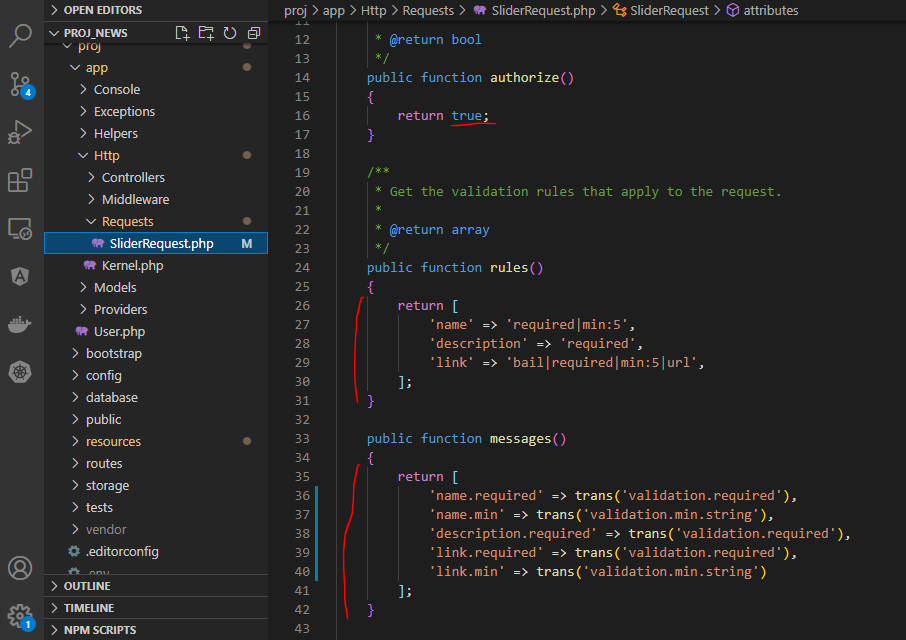 OPEN EDITORS
PROJ_NEWS
proj
app
Console
Exceptions
Helpers
Http
Controllers
Middleware
Requests
SliderRequest.php M
Kernel.php
Models
Providers
User.php
bootstrap
config
database
public
resources
routes
storage
tests
vendor
.editorconfig
.env
OUTLINE
TIMELINE
NPM SCRIPTS
4
1
proj > app > Http > Requests > SliderRequest.php > SliderRequest > attributes
11
12 * @return bool
13 */
14 public function authorize()
15 {
16 return true;
17 }
18
19 /**
20 * Get the validation rules that apply to the request.
21 *
22 * @return array
23 */
24 public function rules()
25 {
26 return [
27 'name' => 'required|min:5',
28 'description' => 'required',
29 'link' => 'bail|required|min:5|url',
30 ];
31 }
32
33 public function messages()
34 {
35 return [
36 'name.required' => trans('validation.required'),
37 'name.min' => trans('validation.min.string'),
38 'description.required' => trans('validation.required'),
39 'link.required' => trans('validation.required'),
40 'link.min' => trans('validation.min.string')
41 ];
42 }
43